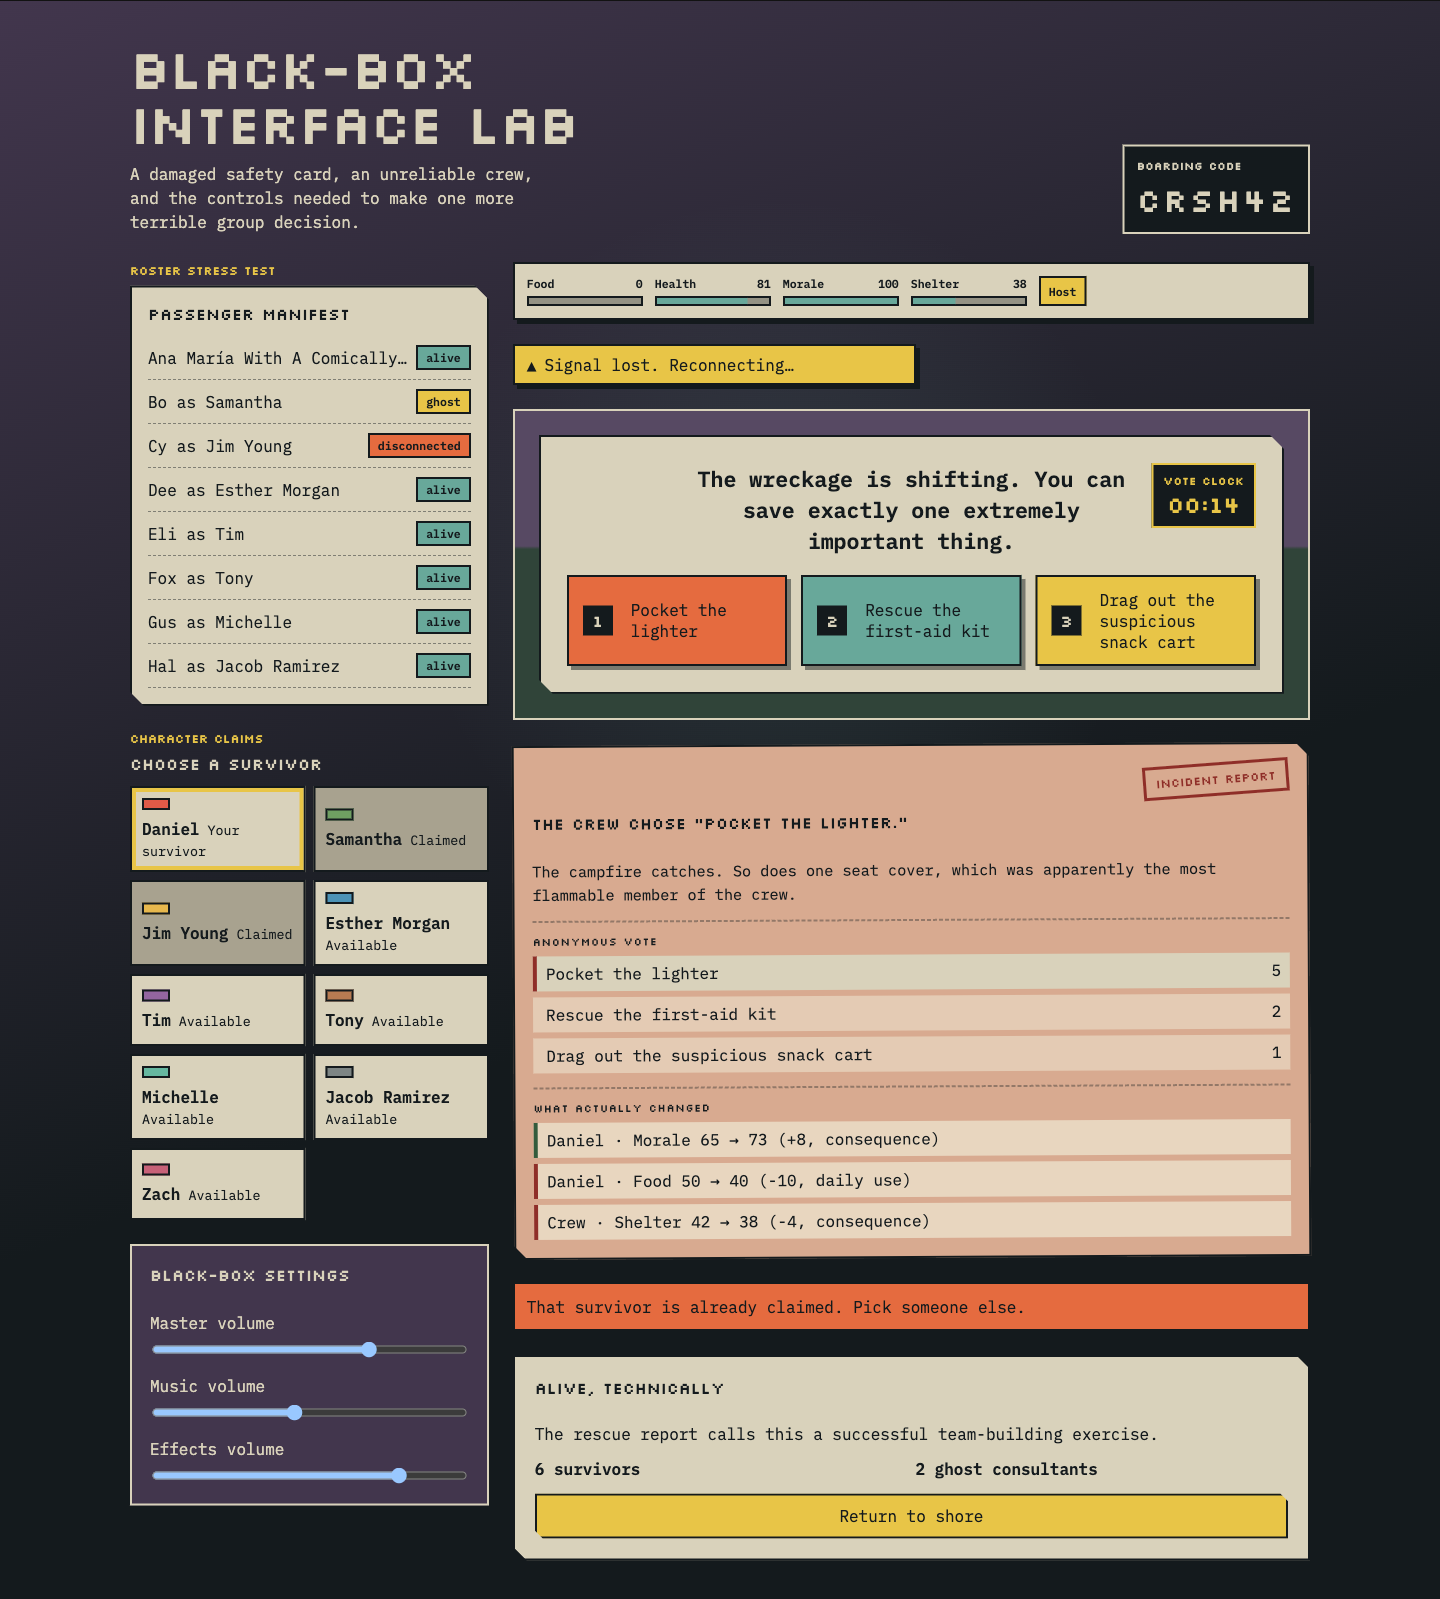 BLACK-BOX
INTERFACE LAB
A damaged safety card, an unreliable crew,
and the controls needed to make one more
terrible group decision.
BOARDING CODE
CRSH42
ROSTER STRESS TEST
PASSENGER MANIFEST
Ana María With A Comically… alive
Bo as Samantha ghost
Cy as Jim Young disconnected
Dee as Esther Morgan alive
Eli as Tim alive
Fox as Tony alive
Gus as Michelle alive
Hal as Jacob Ramirez alive
CHARACTER CLAIMS
CHOOSE A SURVIVOR
Daniel Your
survivor
Samantha Claimed
Jim Young Claimed
Esther Morgan
Available
Tim Available
Tony Available
Michelle
Available
Jacob Ramirez
Available
Zach Available
BLACK-BOX SETTINGS
Master volume
Music volume
Effects volume
Food 0 Health 81 Morale 100 Shelter 38 Host
▲ Signal lost. Reconnecting…
The wreckage is shifting. You can
save exactly one extremely
important thing.
VOTE CLOCK
00:14
1 Pocket the
lighter
2 Rescue the
first-aid kit
3 Drag out the
suspicious
snack cart
INCIDENT REPORT
THE CREW CHOSE "POCKET THE LIGHTER."
The campfire catches. So does one seat cover, which was apparently the most
flammable member of the crew.
ANONYMOUS VOTE
Pocket the lighter 5
Rescue the first-aid kit 2
Drag out the suspicious snack cart 1
WHAT ACTUALLY CHANGED
Daniel · Morale 65 → 73 (+8, consequence)
Daniel · Food 50 → 40 (-10, daily use)
Crew · Shelter 42 → 38 (-4, consequence)
That survivor is already claimed. Pick someone else.
ALIVE, TECHNICALLY
The rescue report calls this a successful team-building exercise.
6 survivors 2 ghost consultants
Return to shore